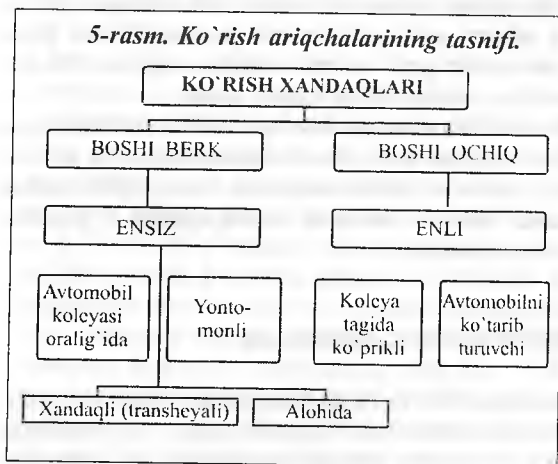 5-rasm. Ko`rish ariqchalarining tasnifi.
KO`RISH XANDAQLARI
BOSHI BERK
BOSHI OCHIQ
ENSIZ
ENLI
Avtomobil
koleyasi
oralig`ida
Yonto-
monli
Koleya
tagida
ko`prikli
Avtomobilni
ko`tarib
turuvchi
Xandaqli (transheyali)
Alohida